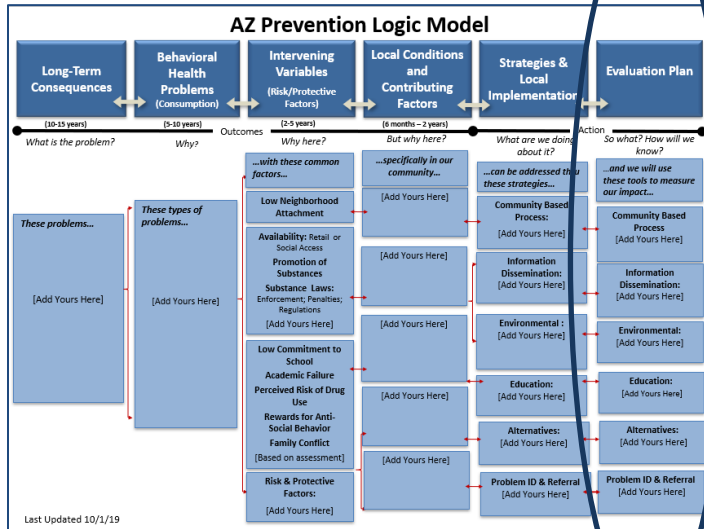 AZ Prevention Logic Model
Long-Term
Consequences
Behavioral
Health
Problems
(Consumption)
Intervening
Variables
(Risk/Protective
Factors)
Local Conditions
and
Contributing
Factors
Strategies &
Local
Implementation
Evaluation Plan
(10-15 years)
(5-10 years)
Outcomes
(2-5 years)
(6 months – 2 years)
Action
What is the problem?
Why?
Why here?
But why here?
What are we doing
about it?
So what? How will we
know?
These problems…
[Add Yours Here]
These types of
problems…
[Add Yours Here]
…with these common
factors…
Low Neighborhood
Attachment
Availability: Retail or
Social Access
Promotion of
Substances
Substance Laws:
Enforcement; Penalties;
Regulations
[Add Yours Here]
Low Commitment to
School
Academic Failure
Perceived Risk of Drug
Use
Rewards for Anti-
Social Behavior
Family Conflict
[Based on assessment]
Risk & Protective
Factors:
[Add Yours Here]
…specifically in our
community…
[Add Yours Here]
[Add Yours Here]
[Add Yours Here]
[Add Yours Here]
[Add Yours Here]
…can be addressed thru
these strategies…
Community Based
Process:
[Add Yours Here]
Information
Dissemination:
[Add Yours Here]
Environmental :
[Add Yours Here]
Education:
[Add Yours Here]
Alternatives:
[Add Yours Here]
Problem ID & Referral
[Add Yours Here]
…and we will use
these tools to measure
our impact…
Community Based
Process
[Add Yours Here]
Information
Dissemination:
[Add Yours Here]
Environmental:
[Add Yours Here]
Education:
[Add Yours Here]
Alternatives:
[Add Yours Here]
Problem ID & Referral
[Add Yours Here]
Last Updated 10/1/19